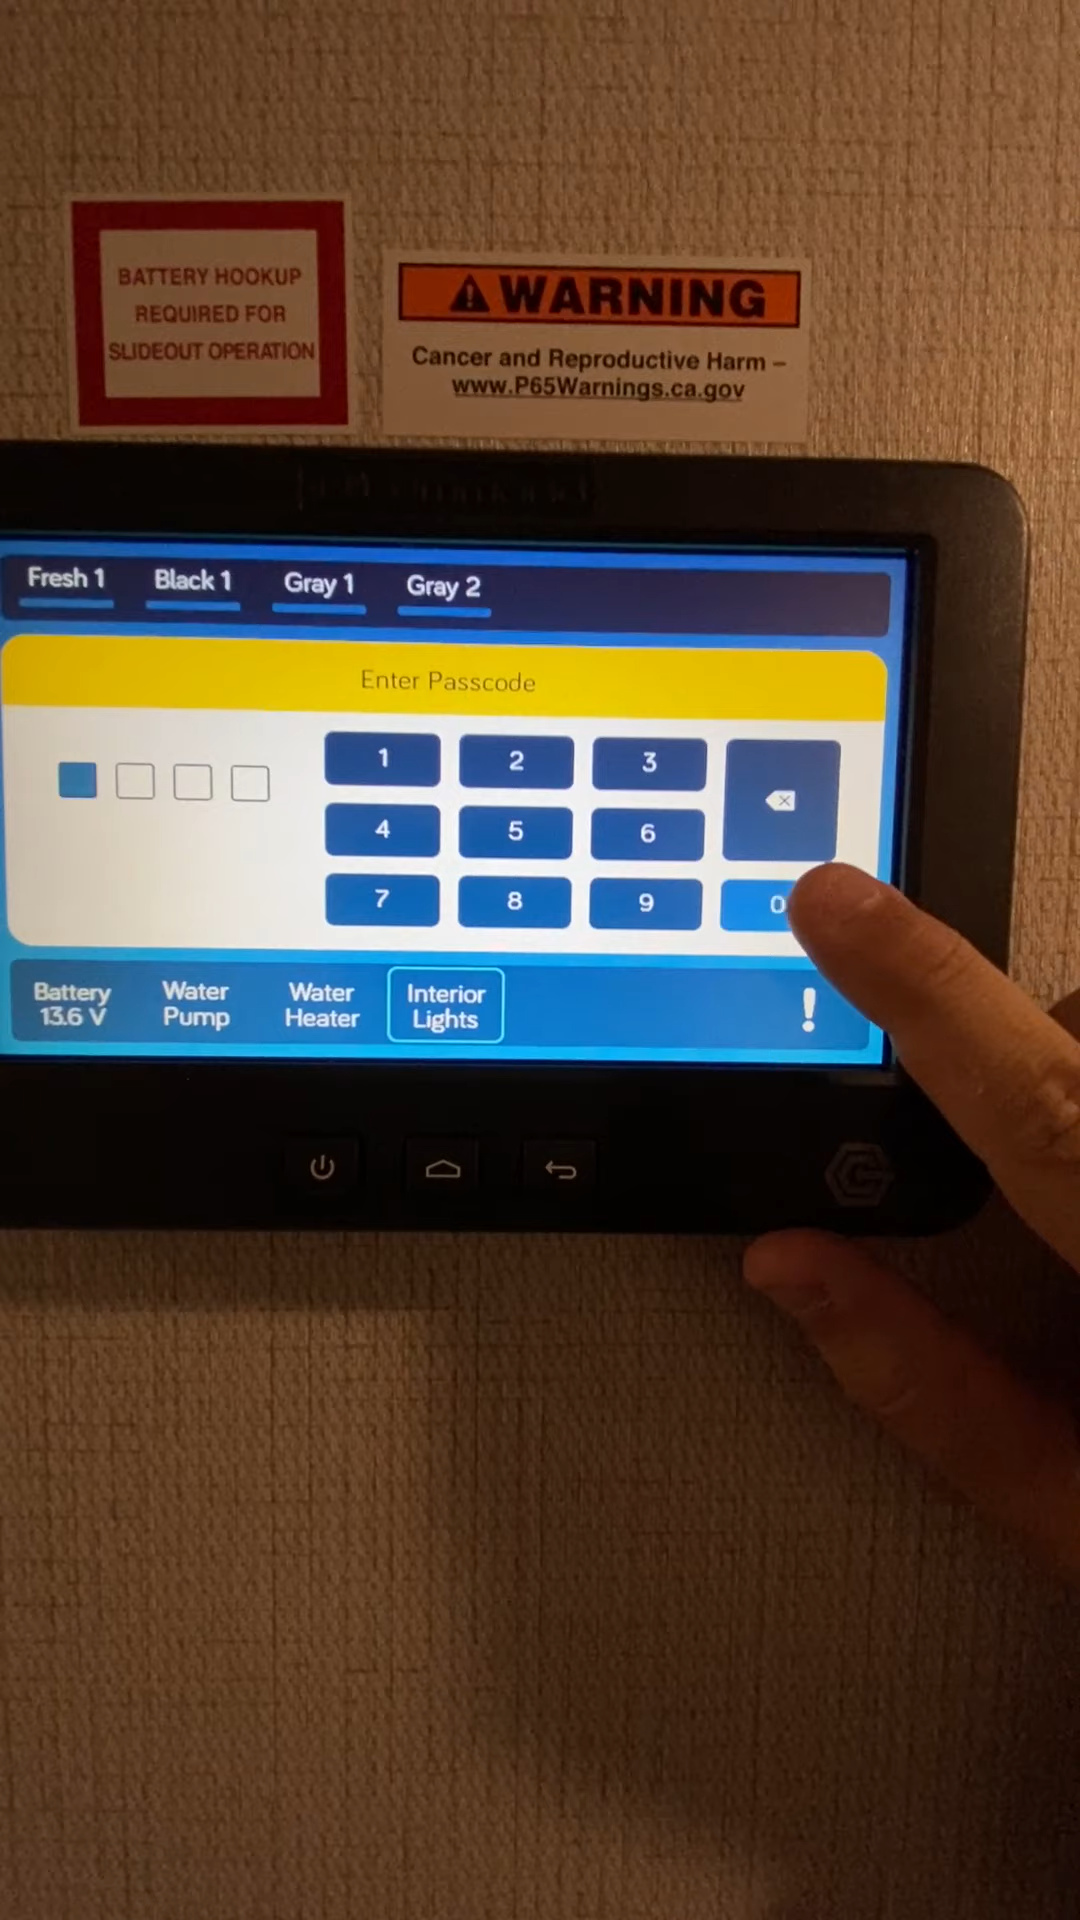 BATTERY HOOKUP
REQUIRED FOR
SLIDEOUT OPERATION
WARNING
Cancer and Reproductive Harm –
www.P65Warnings.ca.gov
Fresh 1 Black 1 Gray 1 Gray 2
Enter Passcode
1 2 3
4 5 6
7 8 9 0
Battery 13.6 V
Water Pump
Water Heater
Interior Lights
!